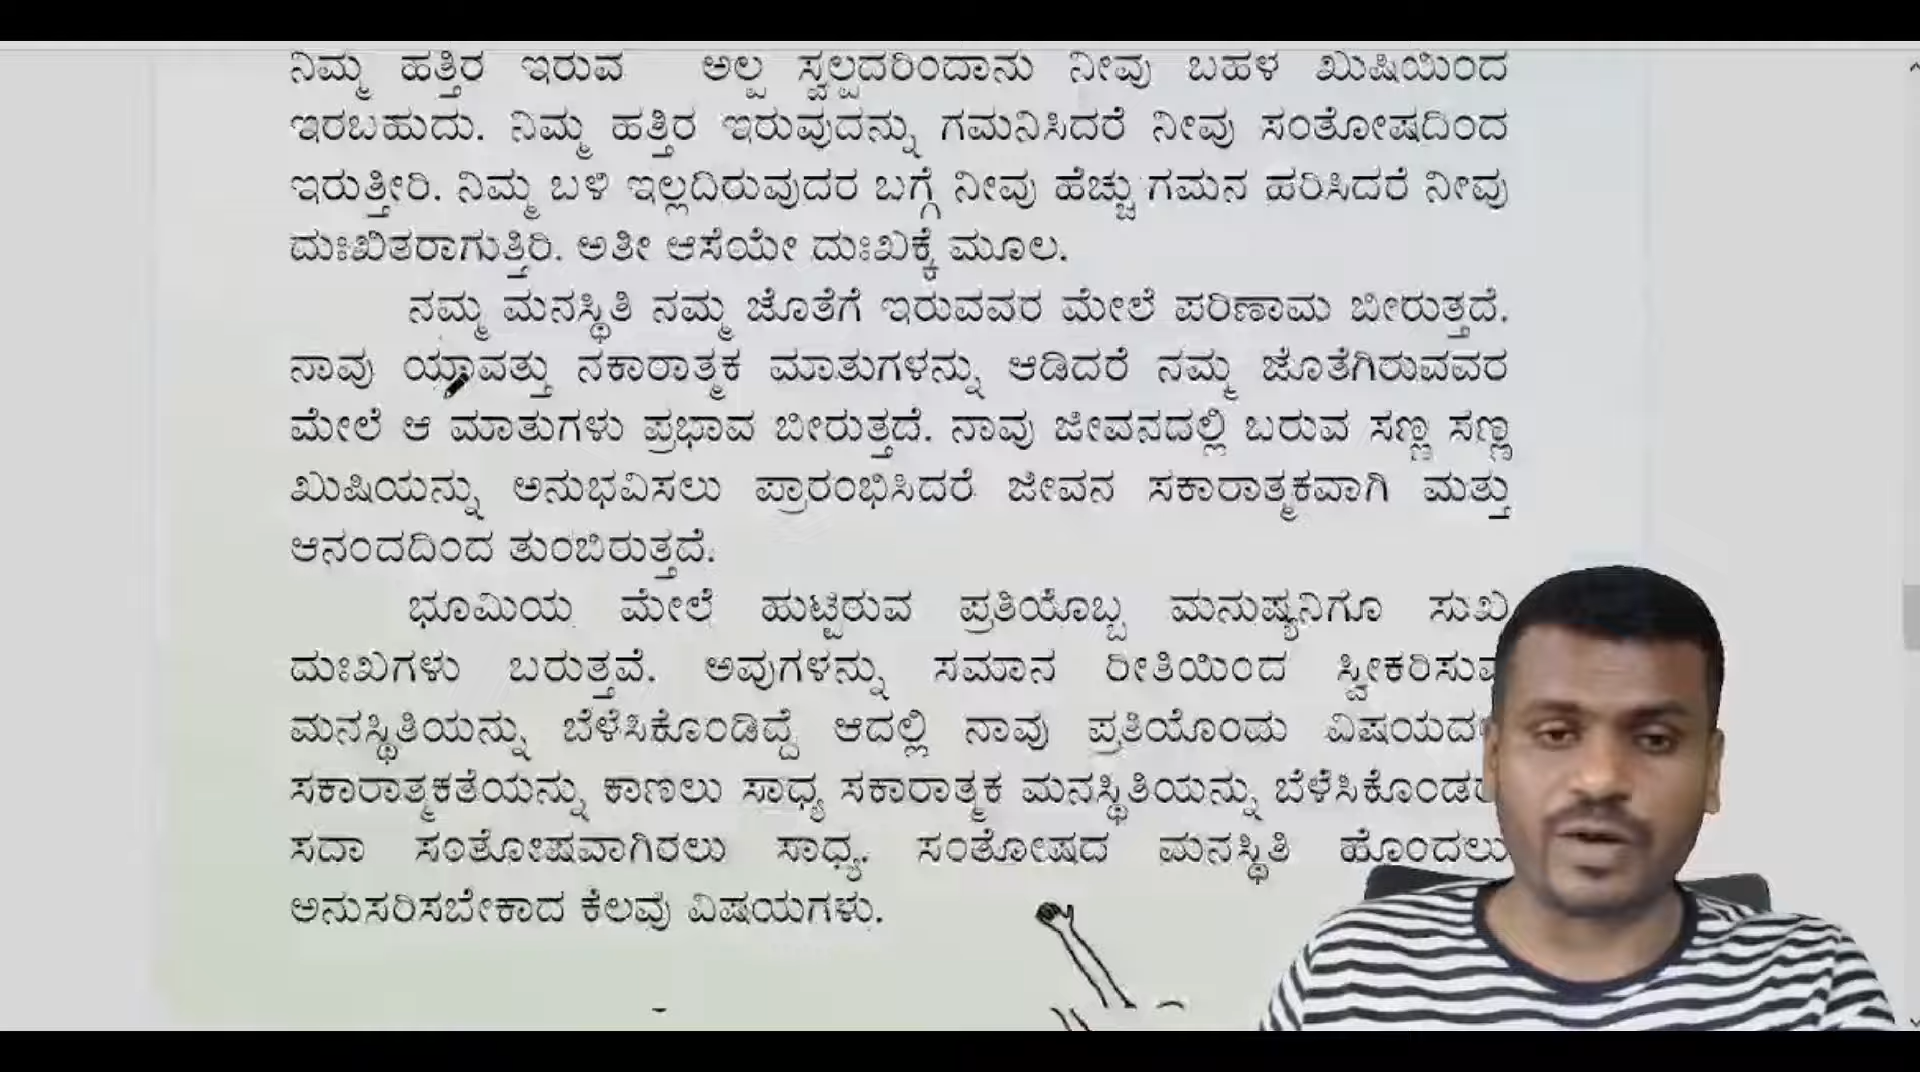 ನಿಮ್ಮ ಹತ್ತಿರ ಇರುವ ಅಲ್ಪ ಸ್ವಲ್ಪದರಿಂದಾನು ನೀವು ಬಹಳ ಖುಷಿಯಿಂದ
ಇರಬಹುದು. ನಿಮ್ಮ ಹತ್ತಿರ ಇರುವುದನ್ನು ಗಮನಿಸಿದರೆ ನೀವು ಸಂತೋಷದಿಂದ
ಇರುತ್ತೀರಿ. ನಿಮ್ಮ ಬಳಿ ಇಲ್ಲದಿರುವುದರ ಬಗ್ಗೆ ನೀವು ಹೆಚ್ಚು ಗಮನ ಹರಿಸಿದರೆ ನೀವು
ದುಃಖಿತರಾಗುತ್ತಿರಿ. ಅತೀ ಆಸೆಯೇ ದುಃಖಕ್ಕೆ ಮೂಲ.
ನಮ್ಮ ಮನಸ್ಥಿತಿ ನಮ್ಮ ಜೊತೆಗೆ ಇರುವವರ ಮೇಲೆ ಪರಿಣಾಮ ಬೀರುತ್ತದೆ.
ನಾವು ಯಾವತ್ತು ನಕಾರಾತ್ಮಕ ಮಾತುಗಳನ್ನು ಆಡಿದರೆ ನಮ್ಮ ಜೊತೆಗಿರುವವರ
ಮೇಲೆ ಆ ಮಾತುಗಳು ಪ್ರಭಾವ ಬೀರುತ್ತದೆ. ನಾವು ಜೀವನದಲ್ಲಿ ಬರುವ ಸಣ್ಣ ಸಣ್ಣ
ಖುಷಿಯನ್ನು ಅನುಭವಿಸಲು ಪ್ರಾರಂಭಿಸಿದರೆ ಜೀವನ ಸಕಾರಾತ್ಮಕವಾಗಿ ಮತ್ತು
ಆನಂದದಿಂದ ತುಂಬಿರುತ್ತದೆ.
ಭೂಮಿಯ ಮೇಲೆ ಹುಟ್ಟಿರುವ ಪ್ರತಿಯೊಬ್ಬ ಮನುಷ್ಯನಿಗೂ ಸುಖ
ದುಃಖಗಳು ಬರುತ್ತವೆ. ಅವುಗಳನ್ನು ಸಮಾನ ರೀತಿಯಿಂದ ಸ್ವೀಕರಿಸುವ
ಮನಸ್ಥಿತಿಯನ್ನು ಬೆಳೆಸಿಕೊಂಡಿದ್ದೆ ಆದಲ್ಲಿ ನಾವು ಪ್ರತಿಯೊಂದು
ಸಕಾರಾತ್ಮಕತೆಯನ್ನು ಕಾಣಲು ಸಾಧ್ಯ ಸಕಾರಾತ್ಮಕ ಮನಸ್ಥಿತಿಯನ್ನು
ಸದಾ ಸಂತೋಷವಾಗಿರಲು ಸಾಧ್ಯ. ಸಂತೋಷದ ಮನಸ್ಥಿತಿ ಹೊಂದಲು
ಅನುಸರಿಸಬೇಕಾದ ಕೆಲವು ವಿಷಯಗಳು.